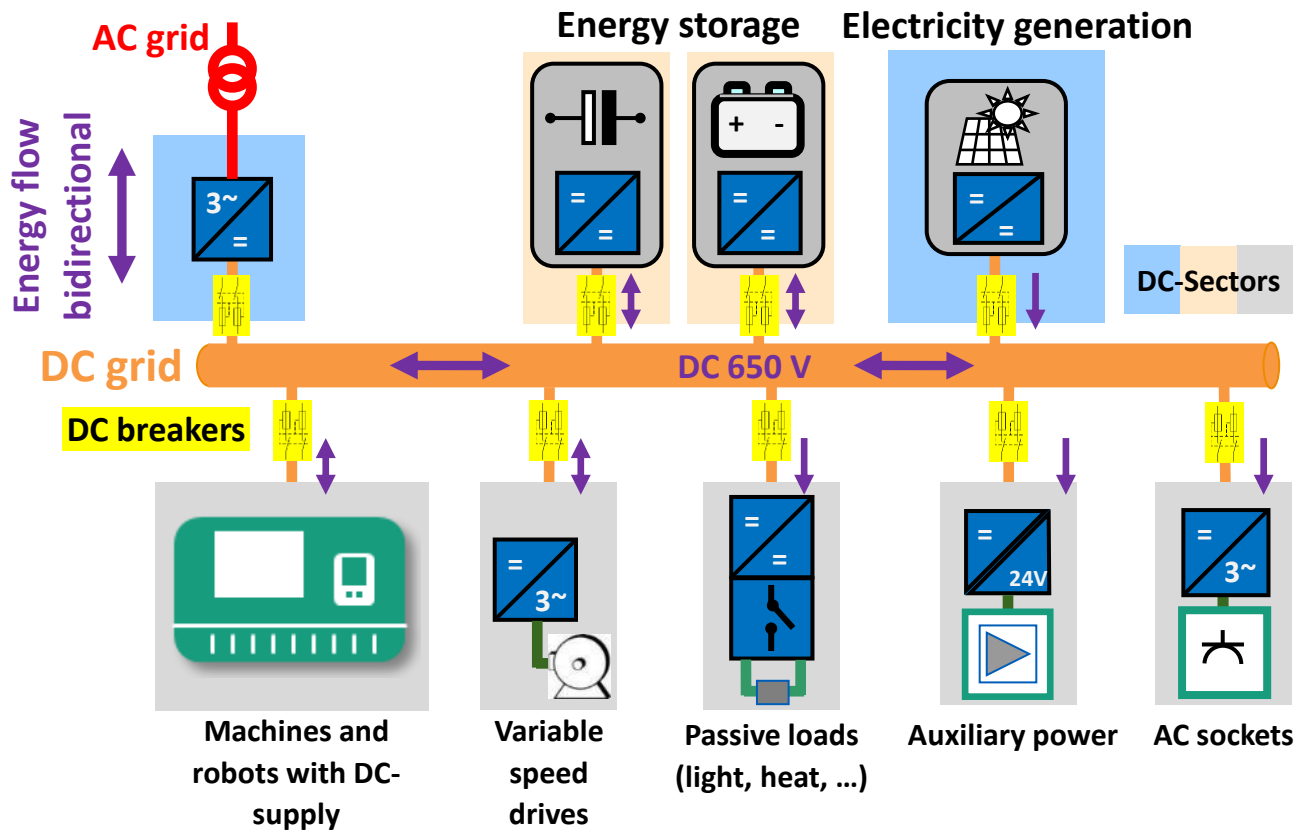 Energy storage
Electricity generation
AC grid
Energy flow
bidirectional
3~
=
=
=
+ -
=
=
=
=
DC-Sectors
DC grid
DC 650 V
DC breakers
=
3~
=
=
=
24V
=
3~
Machines and
robots with DC-
supply
Variable
speed
drives
Passive loads
(light, heat, ...)
Auxiliary power
AC sockets